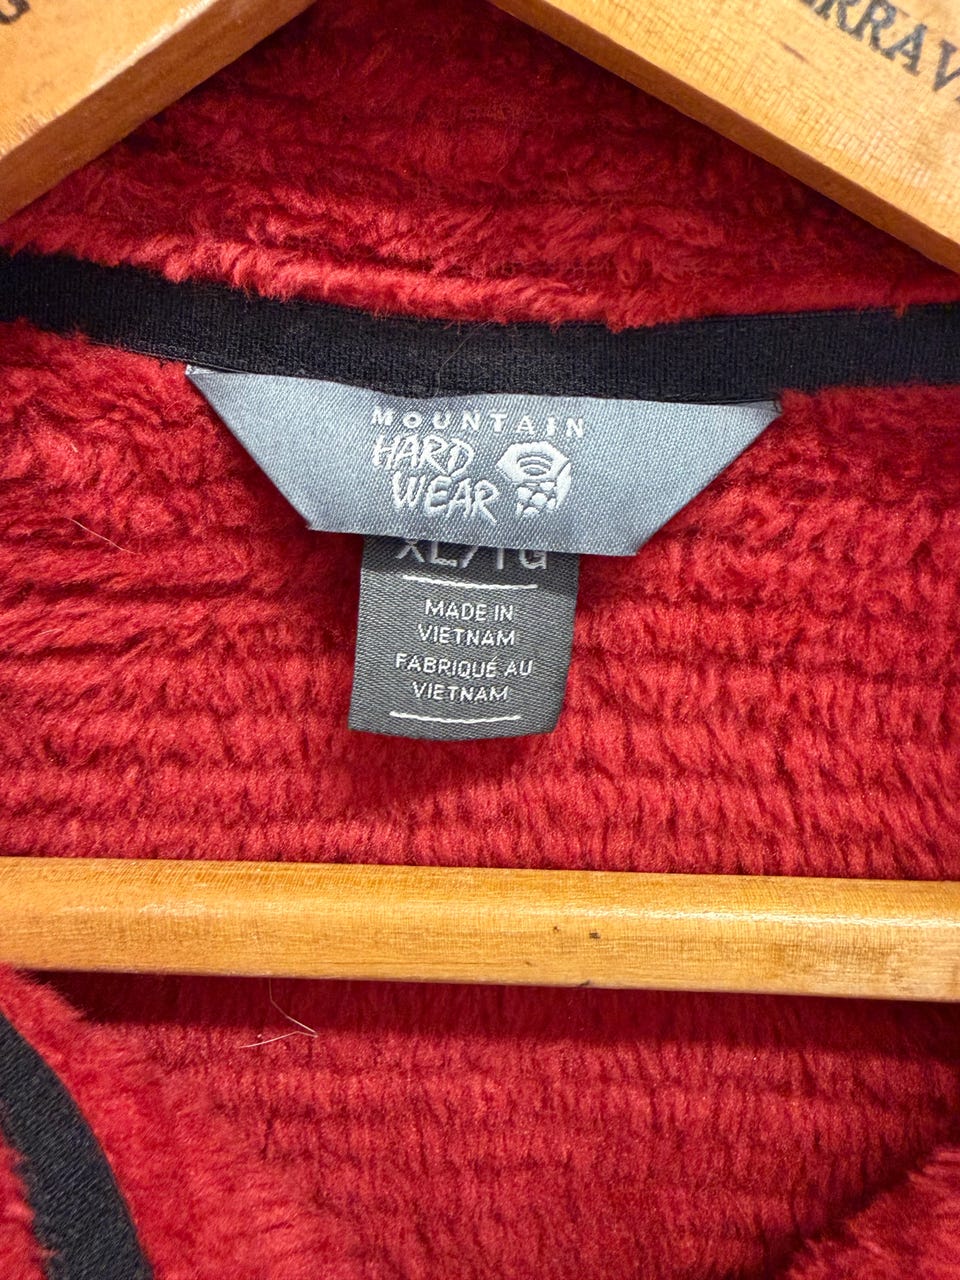 MOUNTAIN
HARD
WEAR
XL/TG
MADE IN
VIETNAM
FABRIQUÉ AU
VIETNAM